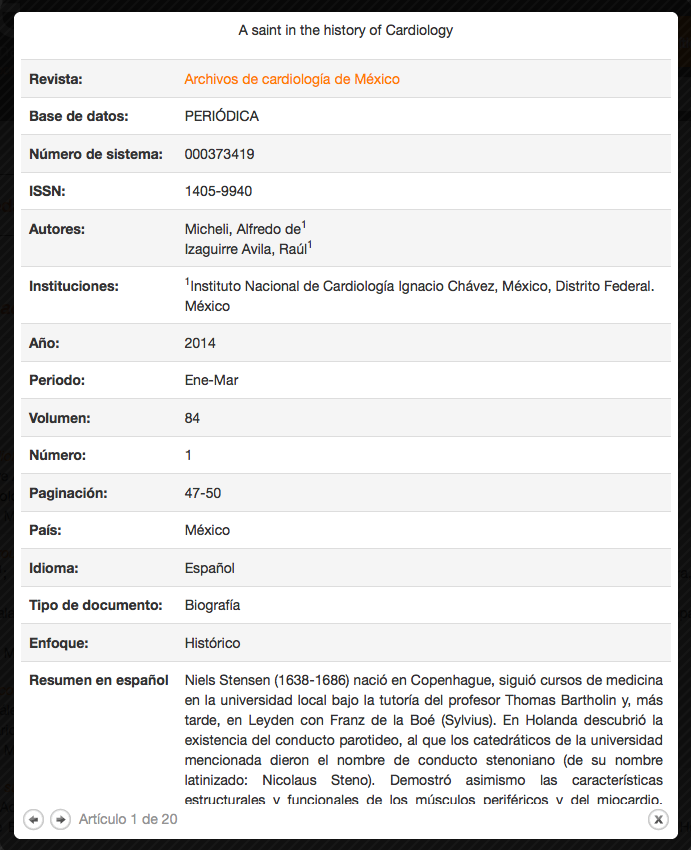 A saint in the history of Cardiology
Revista: Archivos de cardiología de México
Base de datos: PERIÓDICA
Número de sistema: 000373419
ISSN: 1405-9940
Autores: Micheli, Alfredo de1
Izaguirre Avila, Raúl1
Instituciones: 1Instituto Nacional de Cardiología Ignacio Chávez, México, Distrito Federal.
México
Año: 2014
Periodo: Ene-Mar
Volumen: 84
Número: 1
Paginación: 47-50
País: México
Idioma: Español
Tipo de documento: Biografía
Enfoque: Histórico
Resumen en español Niels Stensen (1638-1686) nació en Copenhague, siguió cursos de medicina
en la universidad local bajo la tutoría del profesor Thomas Bartholin y, más
tarde, en Leyden con Franz de la Boé (Sylvius). En Holanda descubrió la
existencia del conducto parotideo, al que los catedráticos de la universidad
mencionada dieron el nombre de conducto stenoniano (de su nombre
latinizado: Nicolaus Steno). Demostró asimismo las características
estructurales y funcionales de los músculos periféricos y del miocardio.
Artículo 1 de 20